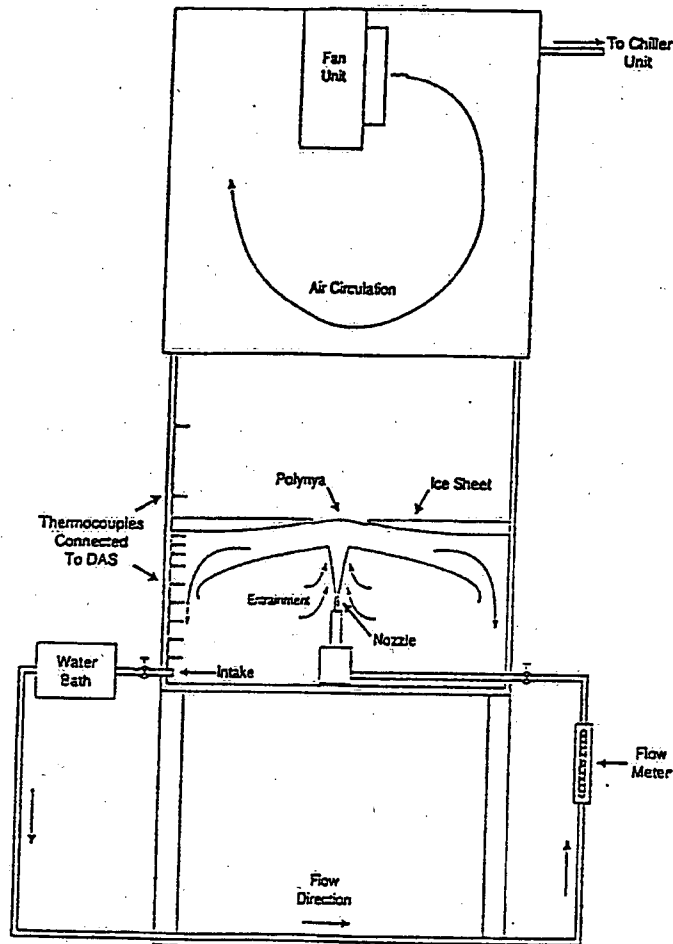 To Chiller
Unit
Fan
Unit
Air Circulation
Polynya
Ice Sheet
Thermocouples
Connected
To DAS
Entrainment
Nozzle
Water
Bath
Intake
Flow
Meter
Flow
Direction